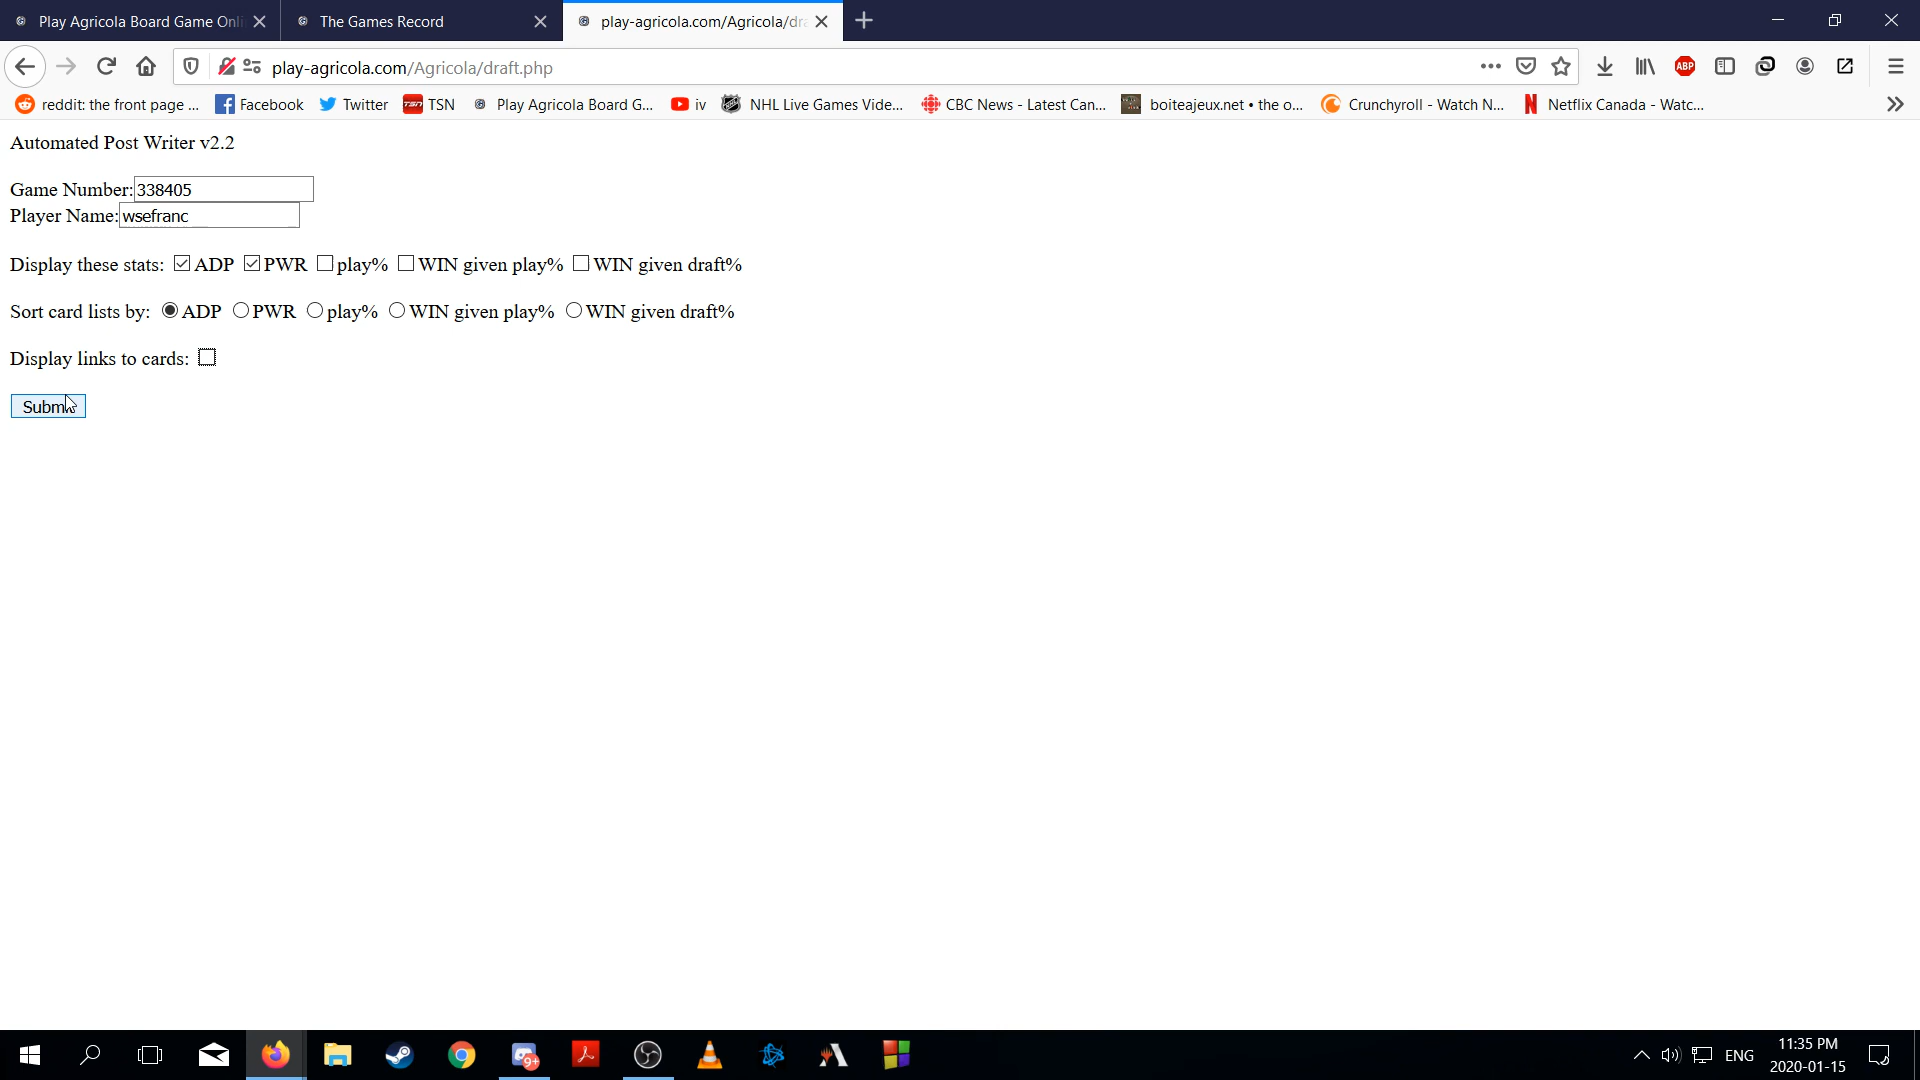 Play Agricola Board Game Onli
The Games Record
play-agricola.com/Agricola/dra
play-agricola.com/Agricola/draft.php
reddit: the front page ...
Facebook
Twitter
TSN
Play Agricola Board G...
iv
NHL Live Games Vide...
CBC News - Latest Can...
boiteajeux.net • the o...
Crunchyroll - Watch N...
Netflix Canada - Watc...
Automated Post Writer v2.2
Game Number: 338405
Player Name: wsefranc
Display these stats: ADP PWR play% WIN given play% WIN given draft%
Sort card lists by: ADP PWR play% WIN given play% WIN given draft%
Display links to cards:
Subm
ABP
9+
ENG
11:35 PM
2020-01-15